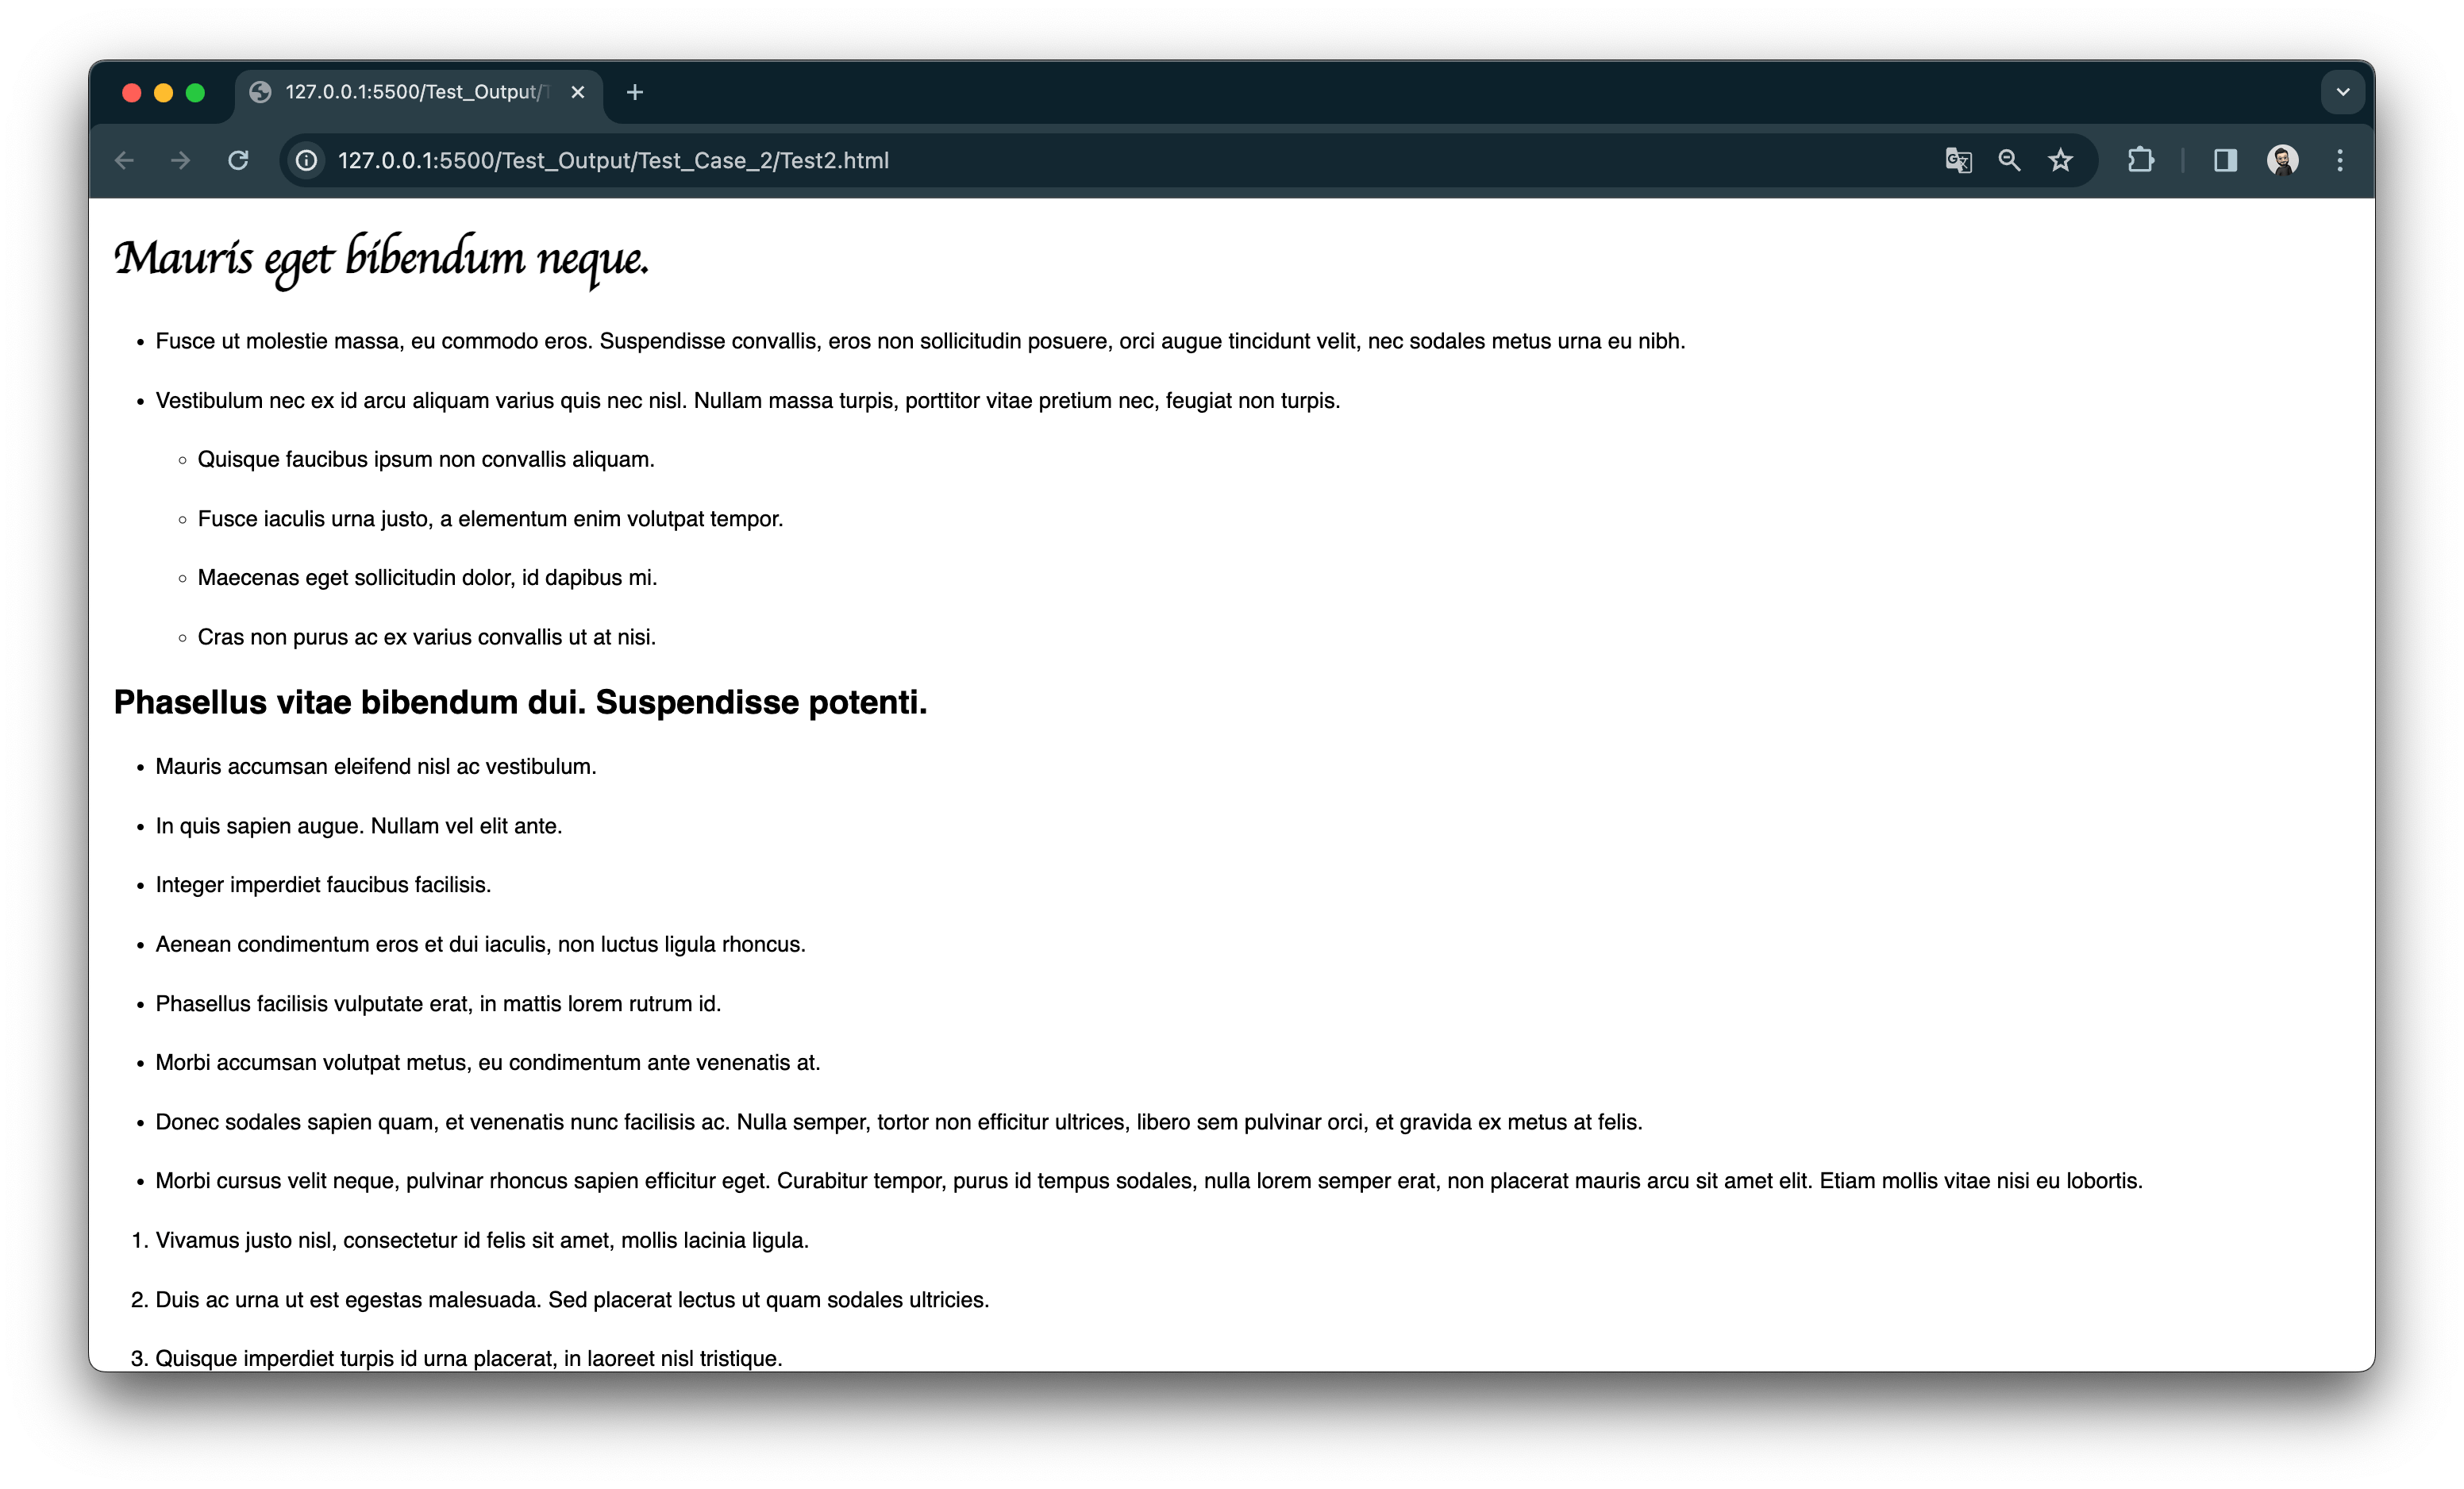 127.0.0.1:5500/Test_Output/
127.0.0.1:5500/Test_Output/Test_Case_2/Test2.html
Mauris eget bibendum neque.
• Fusce ut molestie massa, eu commodo eros. Suspendisse convallis, eros non sollicitudin posuere, orci augue tincidunt velit, nec sodales metus urna eu nibh.
• Vestibulum nec ex id arcu aliquam varius quis nec nisl. Nullam massa turpis, porttitor vitae pretium nec, feugiat non turpis.
◦ Quisque faucibus ipsum non convallis aliquam.
◦ Fusce iaculis urna justo, a elementum enim volutpat tempor.
◦ Maecenas eget sollicitudin dolor, id dapibus mi.
◦ Cras non purus ac ex varius convallis ut at nisi.
Phasellus vitae bibendum dui. Suspendisse potenti.
• Mauris accumsan eleifend nisl ac vestibulum.
• In quis sapien augue. Nullam vel elit ante.
• Integer imperdiet faucibus facilisis.
• Aenean condimentum eros et dui iaculis, non luctus ligula rhoncus.
• Phasellus facilisis vulputate erat, in mattis lorem rutrum id.
• Morbi accumsan volutpat metus, eu condimentum ante venenatis at.
• Donec sodales sapien quam, et venenatis nunc facilisis ac. Nulla semper, tortor non efficitur ultrices, libero sem pulvinar orci, et gravida ex metus at felis.
• Morbi cursus velit neque, pulvinar rhoncus sapien efficitur eget. Curabitur tempor, purus id tempus sodales, nulla lorem semper erat, non placerat mauris arcu sit amet elit. Etiam mollis vitae nisi eu lobortis.
1. Vivamus justo nisl, consectetur id felis sit amet, mollis lacinia ligula.
2. Duis ac urna ut est egestas malesuada. Sed placerat lectus ut quam sodales ultricies.
3. Quisque imperdiet turpis id urna placerat, in laoreet nisl tristique.